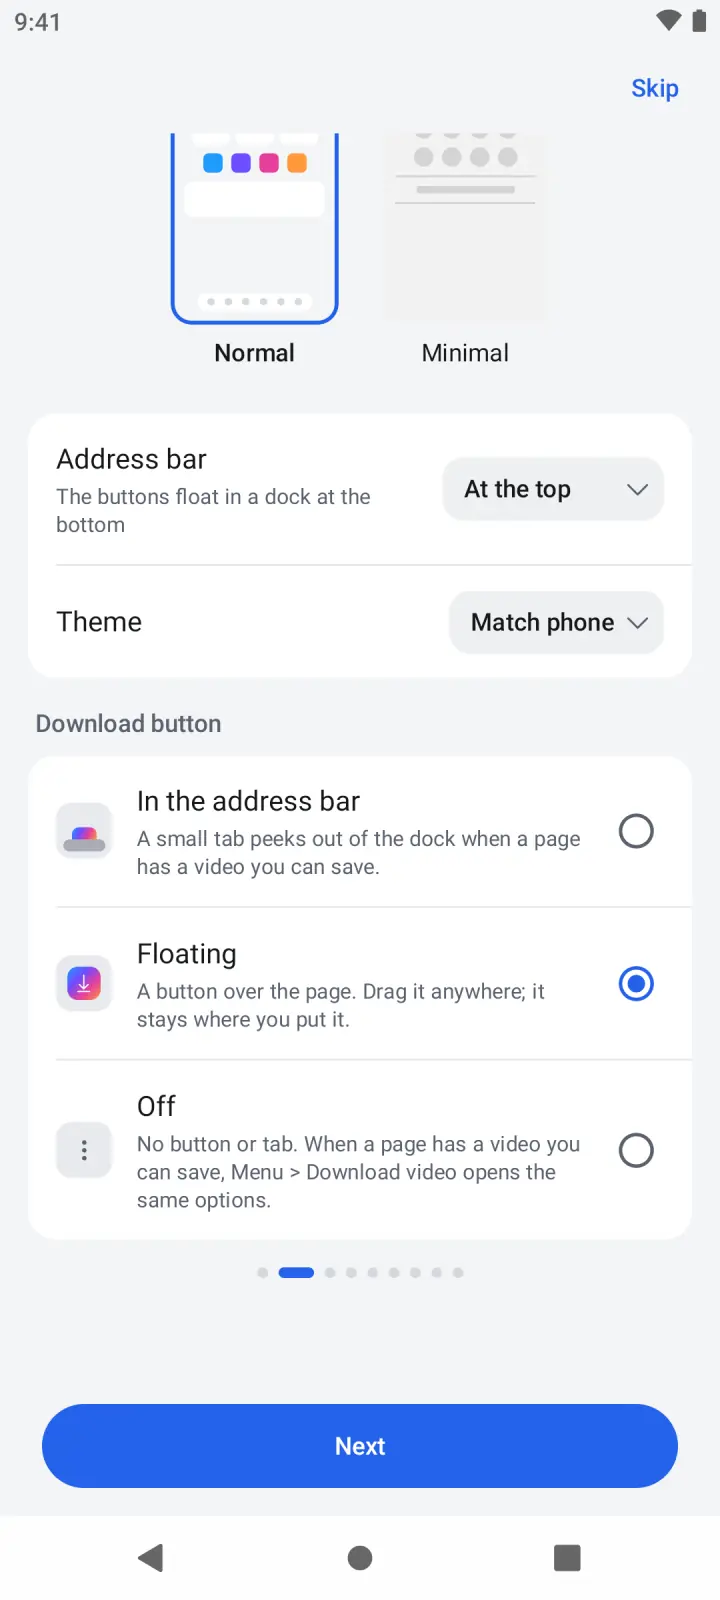 9:41
Skip
Normal
Minimal
Address bar
The buttons float in a dock at the
bottom
At the top
Theme
Match phone
Download button
In the address bar
A small tab peeks out of the dock when a page
has a video you can save.
Floating
A button over the page. Drag it anywhere; it
stays where you put it.
Off
No button or tab. When a page has a video you
can save, Menu > Download video opens the
same options.
Next